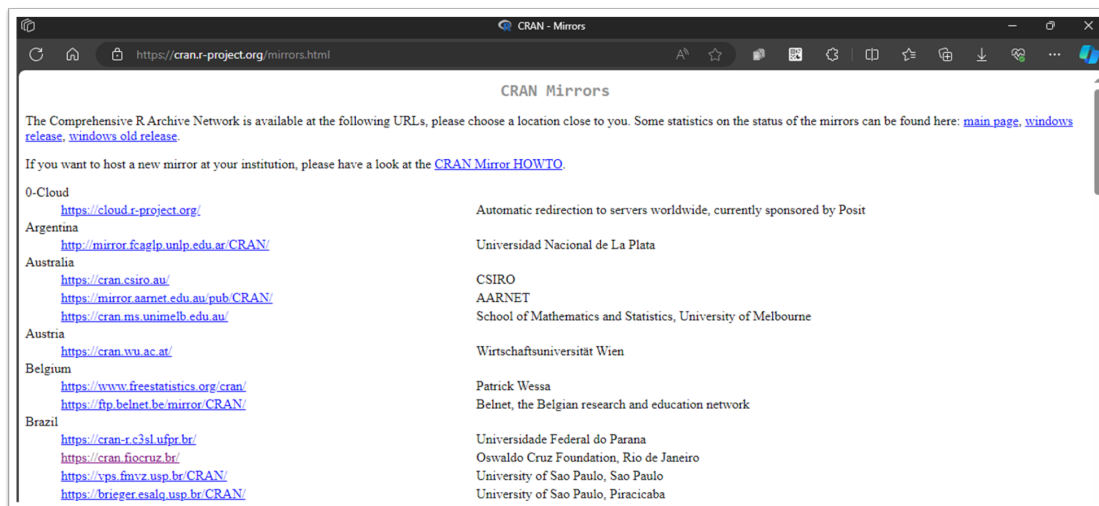 CRAN - Mirrors
https://cran.r-project.org/mirrors.html
CRAN Mirrors
The Comprehensive R Archive Network is available at the following URLs, please choose a location close to you. Some statistics on the status of the mirrors can be found here: main page, windows
release, windows old release.
If you want to host a new mirror at your institution, please have a look at the CRAN Mirror HOWTO.
0-Cloud
https://cloud.r-project.org/ Automatic redirection to servers worldwide, currently sponsored by Posit
Argentina
http://mirror.fcaglp.unlp.edu.ar/CRAN/ Universidad Nacional de La Plata
Australia
https://cran.csiro.au/ CSIRO
https://mirror.aarnet.edu.au/pub/CRAN/ AARNET
https://cran.ms.unimelb.edu.au/ School of Mathematics and Statistics, University of Melbourne
Austria
https://cran.wu.ac.at/ Wirtschaftsuniversität Wien
Belgium
https://www.freestatistics.org/cran/ Patrick Wessa
https://ftp.belnet.be/mirror/CRAN/ Belnet, the Belgian research and education network
Brazil
https://cran-r.c3sl.ufpr.br/ Universidade Federal do Parana
https://cran.fiocruz.br/ Oswaldo Cruz Foundation, Rio de Janeiro
https://vps.fmvz.usp.br/CRAN/ University of Sao Paulo, Sao Paulo
https://brieger.esalq.usp.br/CRAN/ University of Sao Paulo, Piracicaba